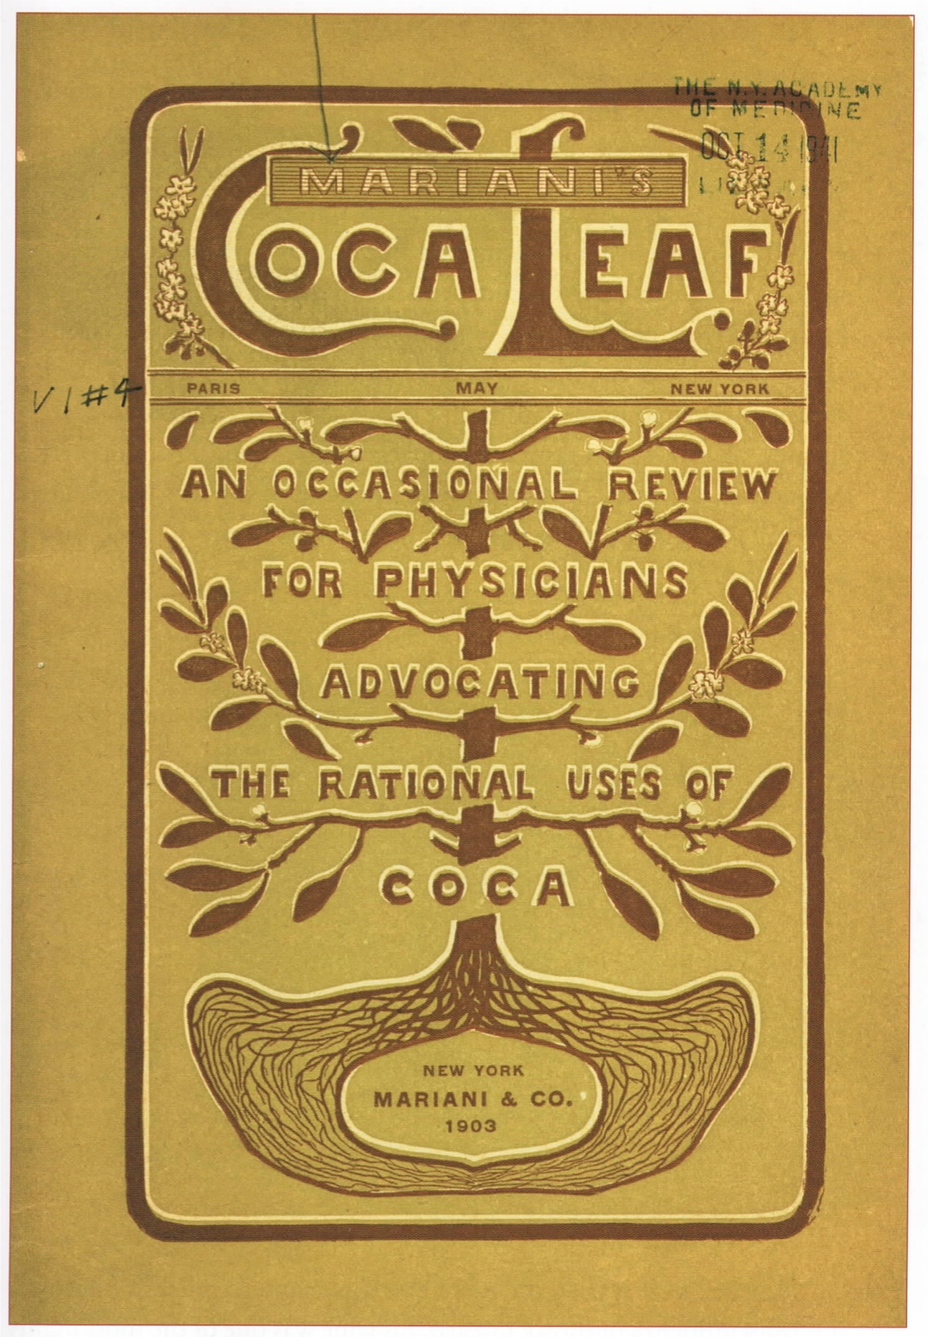 THE N.Y. ACADEMY
OF MEDICINE
OCT 14 1941
MARIANI'S
COCA LEAF
V1#4
PARIS MAY NEW YORK
AN OCCASIONAL REVIEW
FOR PHYSICIANS
ADVOCATING
THE RATIONAL USES OF
COCA
NEW YORK
MARIANI & CO.
1903